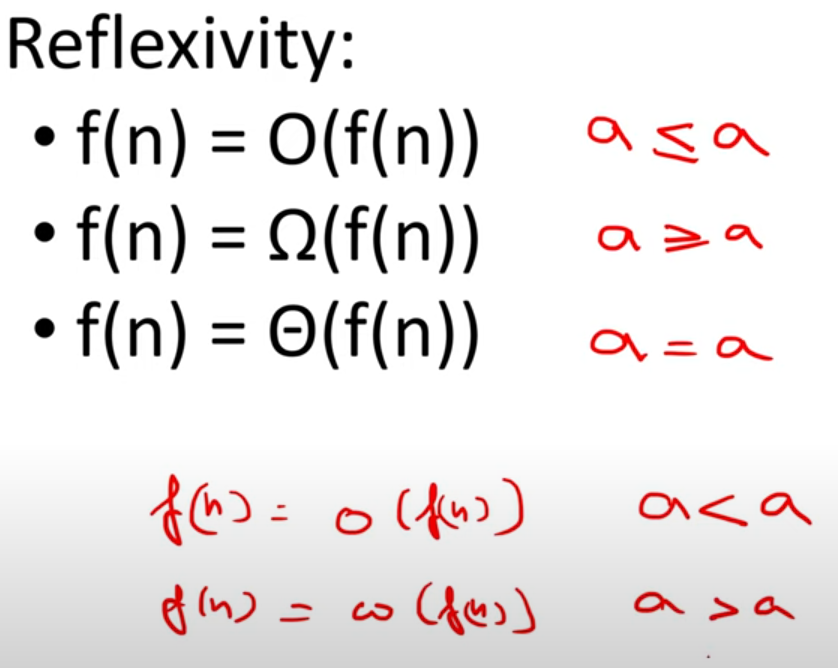 Reflexivity:
• f(n) = O(f(n)) a ≤ a
• f(n) = Ω(f(n)) a ≥ a
• f(n) = Θ(f(n)) a = a
f(n) = o(f(n)) a < a
f(n) = ω(f(n)) a > a